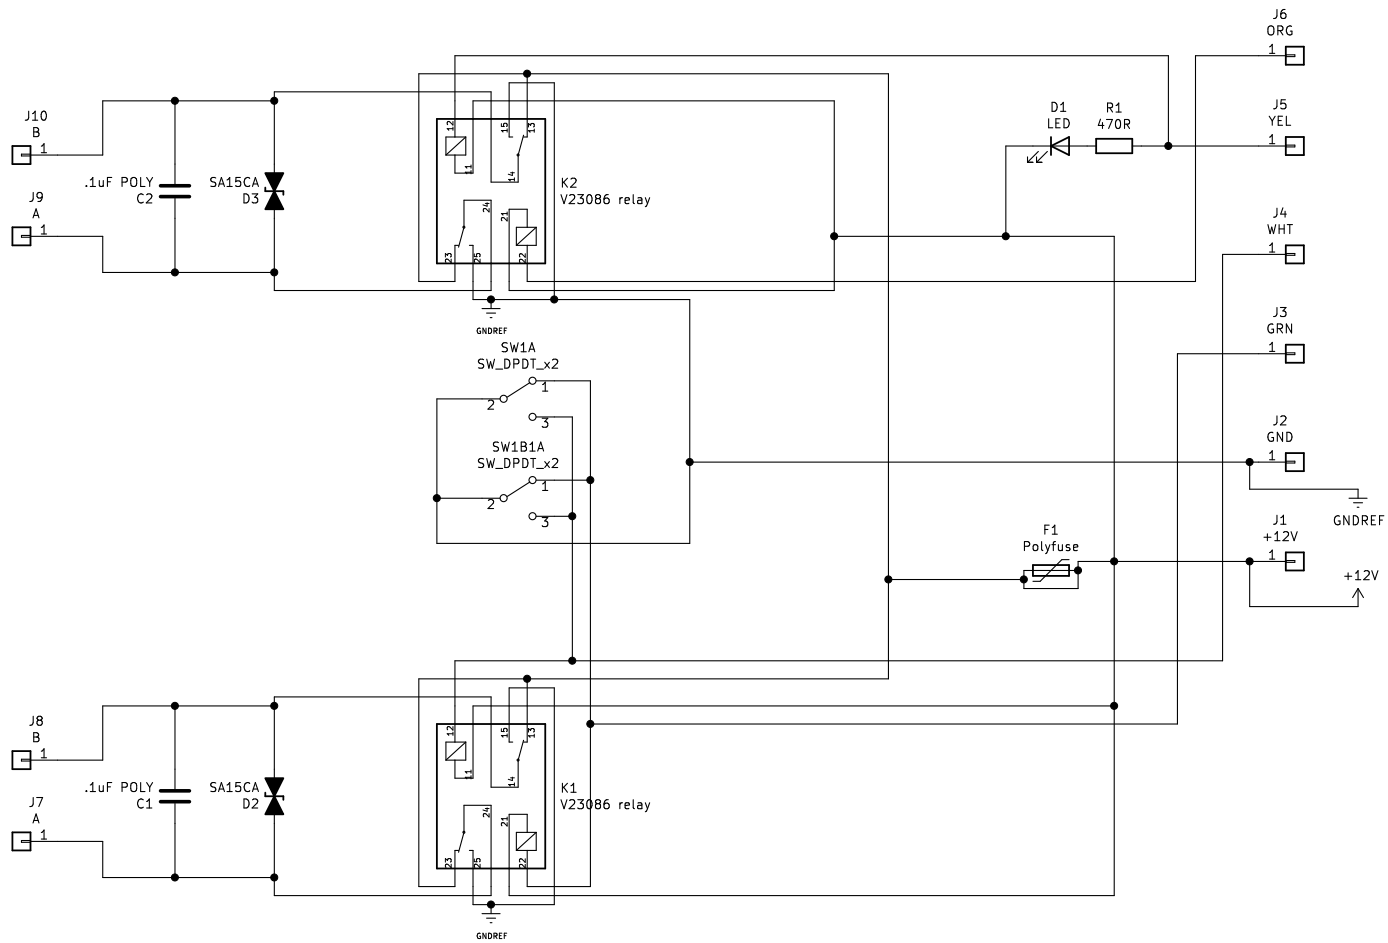 J6
ORG
1
J10
B
1
D1
LED
R1
470R
J5
YEL
1
12
15
13
11
14
.1uF POLY
C2
SA15CA
D3
K2
V23086 relay
J9
A
1
24
21
23
25
22
J4
WHT
1
GNDREF
J3
GRN
1
SW1A
SW_DPDT_x2
1
2
3
J2
GND
1
SW1B1A
SW_DPDT_x2
1
2
3
GNDREF
F1
Polyfuse
J1
+12V
1
+12V
J8
B
1
12
15
13
11
14
.1uF POLY
C1
SA15CA
D2
K1
V23086 relay
J7
A
1
24
21
23
25
22
GNDREF